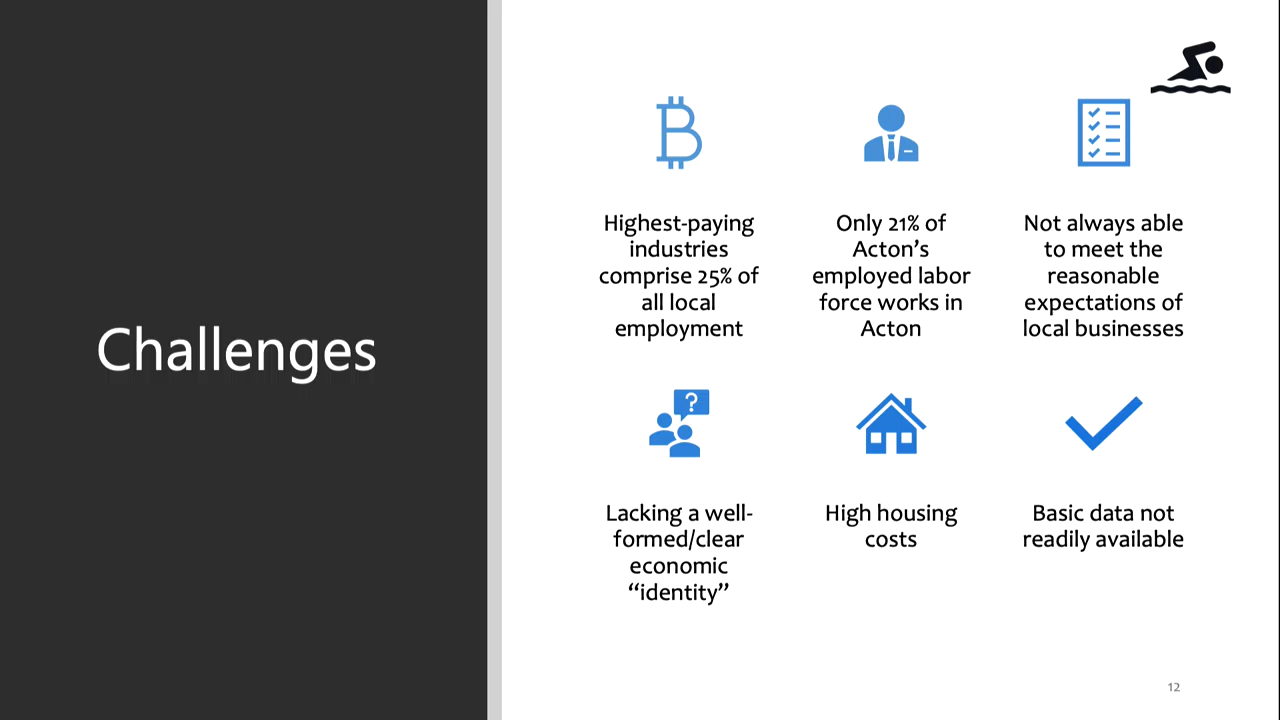 Challenges
Highest-paying
industries
comprise 25% of
all local
employment
Only 21% of
Acton’s
employed labor
force works in
Acton
Not always able
to meet the
reasonable
expectations of
local businesses
Lacking a well-
formed/clear
economic
“identity”
High housing
costs
Basic data not
readily available
12